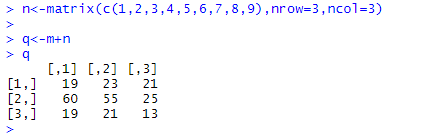 > n<-matrix(c(1,2,3,4,5,6,7,8,9),nrow=3,ncol=3)
>
> q<-m+n
> q
     [,1] [,2] [,3]
[1,]   19   23   21
[2,]   60   55   25
[3,]   19   21   13
>